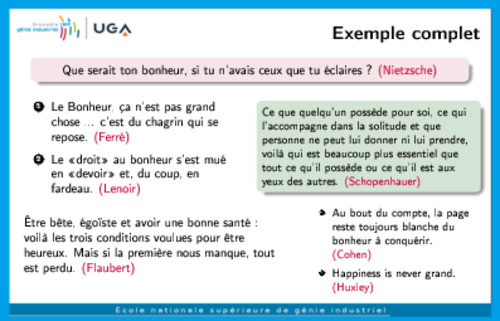 Grenoble
génie industriel
UGA
Exemple complet
Que serait ton bonheur, si tu n'avais ceux que tu éclaires ? (Nietzsche)
1 Le Bonheur, ça n'est pas grand
chose ... c'est du chagrin qui se
repose. (Ferré)
2 Le «droit» au bonheur s'est mué
en «devoir» et, du coup, en
fardeau. (Lenoir)
Être bête, égoïste et avoir une bonne santé :
voilà les trois conditions voulues pour être
heureux. Mais si la première nous manque, tout
est perdu. (Flaubert)
Ce que quelqu'un possède pour soi, ce qui
l'accompagne dans la solitude et que
personne ne peut lui donner ni lui prendre,
voilà qui est beaucoup plus essentiel que
tout ce qu'il possède ou ce qu'il est aux
yeux des autres. (Schopenhauer)
Au bout du compte, la page
reste toujours blanche du
bonheur à conquérir.
(Cohen)
Happiness is never grand.
(Huxley)
École nationale supérieure de génie industriel